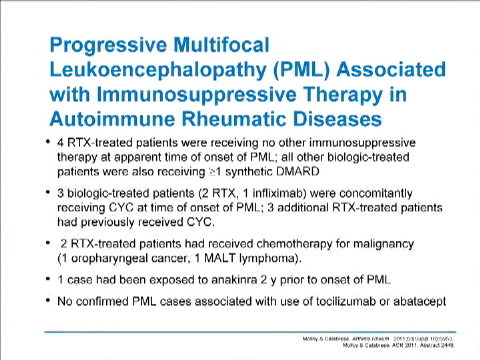 Progressive Multifocal
Leukoencephalopathy (PML) Associated
with Immunosuppressive Therapy in
Autoimmune Rheumatic Diseases
• 4 RTX-treated patients were receiving no other immunosuppressive
therapy at apparent time of onset of PML; all other biologic-treated
patients were also receiving ≥1 synthetic DMARD
• 3 biologic-treated patients (2 RTX, 1 infliximab) were concomitantly
receiving CYC at time of onset of PML; 3 additional RTX-treated patients
had previously received CYC.
• 2 RTX-treated patients had received chemotherapy for malignancy
(1 oropharyngeal cancer, 1 MALT lymphoma).
• 1 case had been exposed to anakinra 2 y prior to onset of PML
• No confirmed PML cases associated with use of tocilizumab or abatacept
Molloy & Calabrese.
Molloy & Calabrese. ACR 2011. Abstract